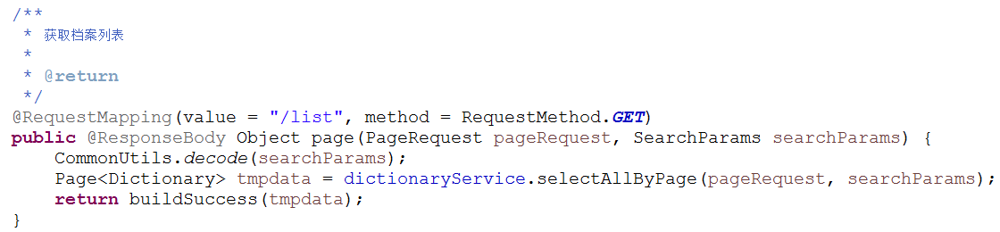 /**
 * 获取档案列表
 *
 * @return
 */
@RequestMapping(value = "/list", method = RequestMethod.GET)
public @ResponseBody Object page(PageRequest pageRequest, SearchParams searchParams) {
    CommonUtils.decode(searchParams);
    Page<Dictionary> tmpdata = dictionaryService.selectAllByPage(pageRequest, searchParams);
    return buildSuccess(tmpdata);
}